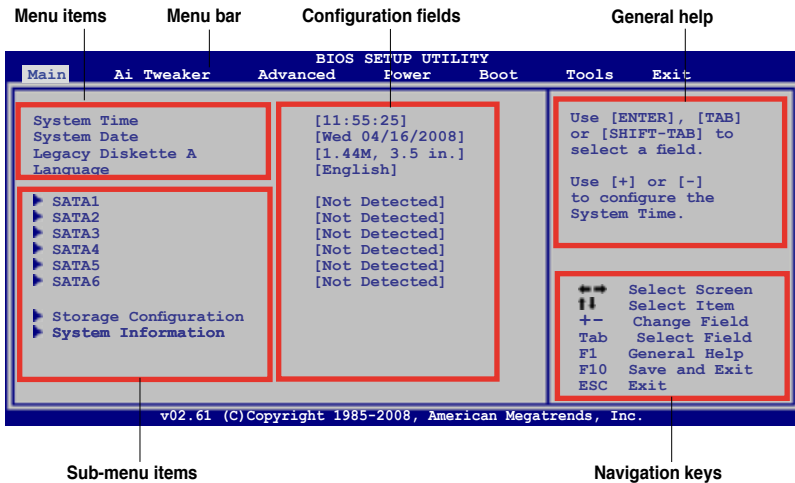 Menu items Menu bar Configuration fields General help
BIOS SETUP UTILITY
Main Ai Tweaker Advanced Power Boot Tools Exit
System Time [11:55:25]
System Date [Wed 04/16/2008]
Legacy Diskette A [1.44M, 3.5 in.]
Language [English]
SATA1 [Not Detected]
SATA2 [Not Detected]
SATA3 [Not Detected]
SATA4 [Not Detected]
SATA5 [Not Detected]
SATA6 [Not Detected]
Storage Configuration
System Information
Use [ENTER], [TAB]
or [SHIFT-TAB] to
select a field.
Use [+] or [-]
to configure the
System Time.
←→ Select Screen
↑↓ Select Item
+- Change Field
Tab Select Field
F1 General Help
F10 Save and Exit
ESC Exit
v02.61 (C)Copyright 1985-2008, American Megatrends, Inc.
Sub-menu items Navigation keys